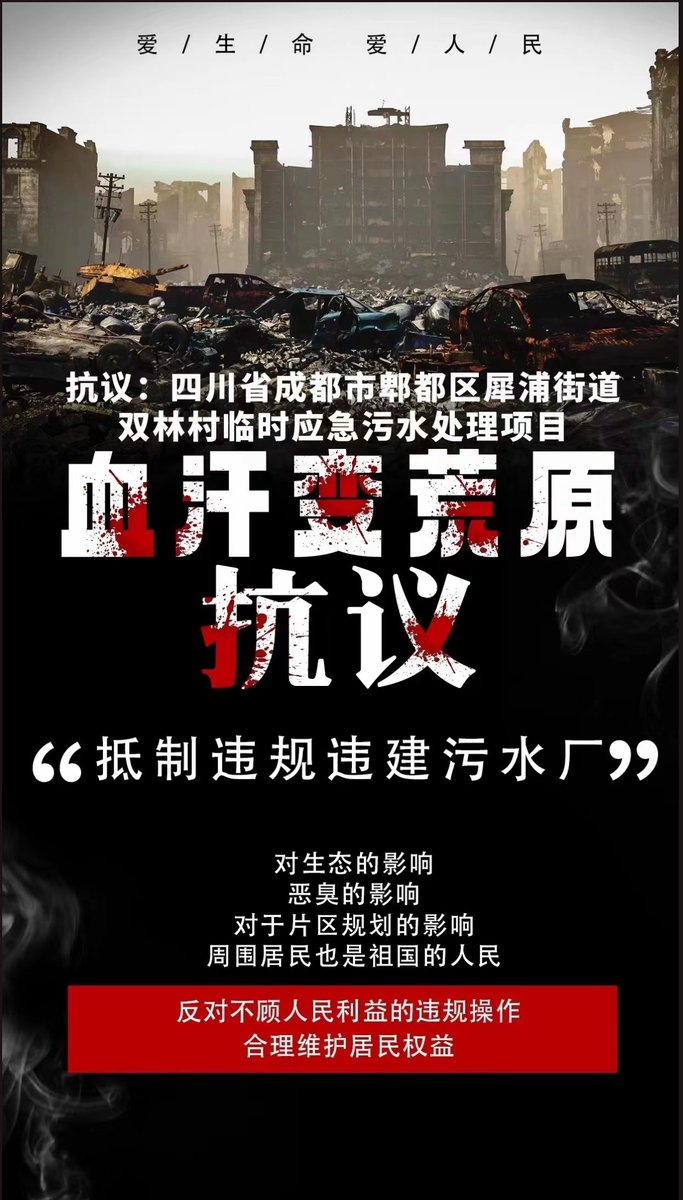 爱/生/命 爱/人/民
抗议：四川省成都市郫都区犀浦街道
双林村临时应急污水处理项目
血汗变荒原
抗议
“抵制违规违建污水厂”
对生态的影响
恶臭的影响
对于片区规划的影响
周围居民也是祖国的人民
反对不顾人民利益的违规操作
合理维护居民权益